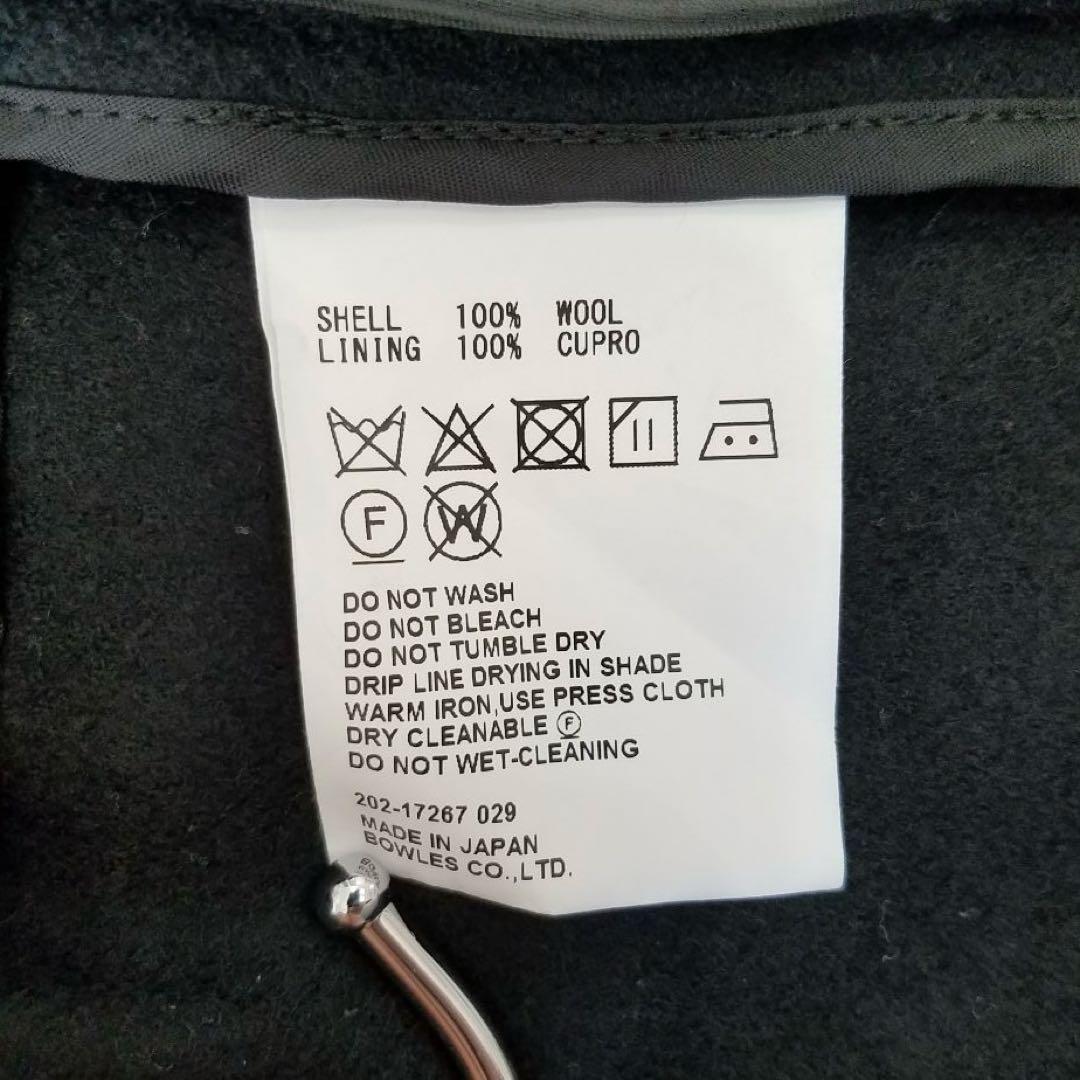 SHELL 100% WOOL
LINING 100% CUPRO
F W
DO NOT WASH
DO NOT BLEACH
DO NOT TUMBLE DRY
DRIP LINE DRYING IN SHADE
WARM IRON,USE PRESS CLOTH
DRY CLEANABLE Ⓕ
DO NOT WET-CLEANING
202-17267 029
MADE IN JAPAN
BOWLES CO.,LTD.